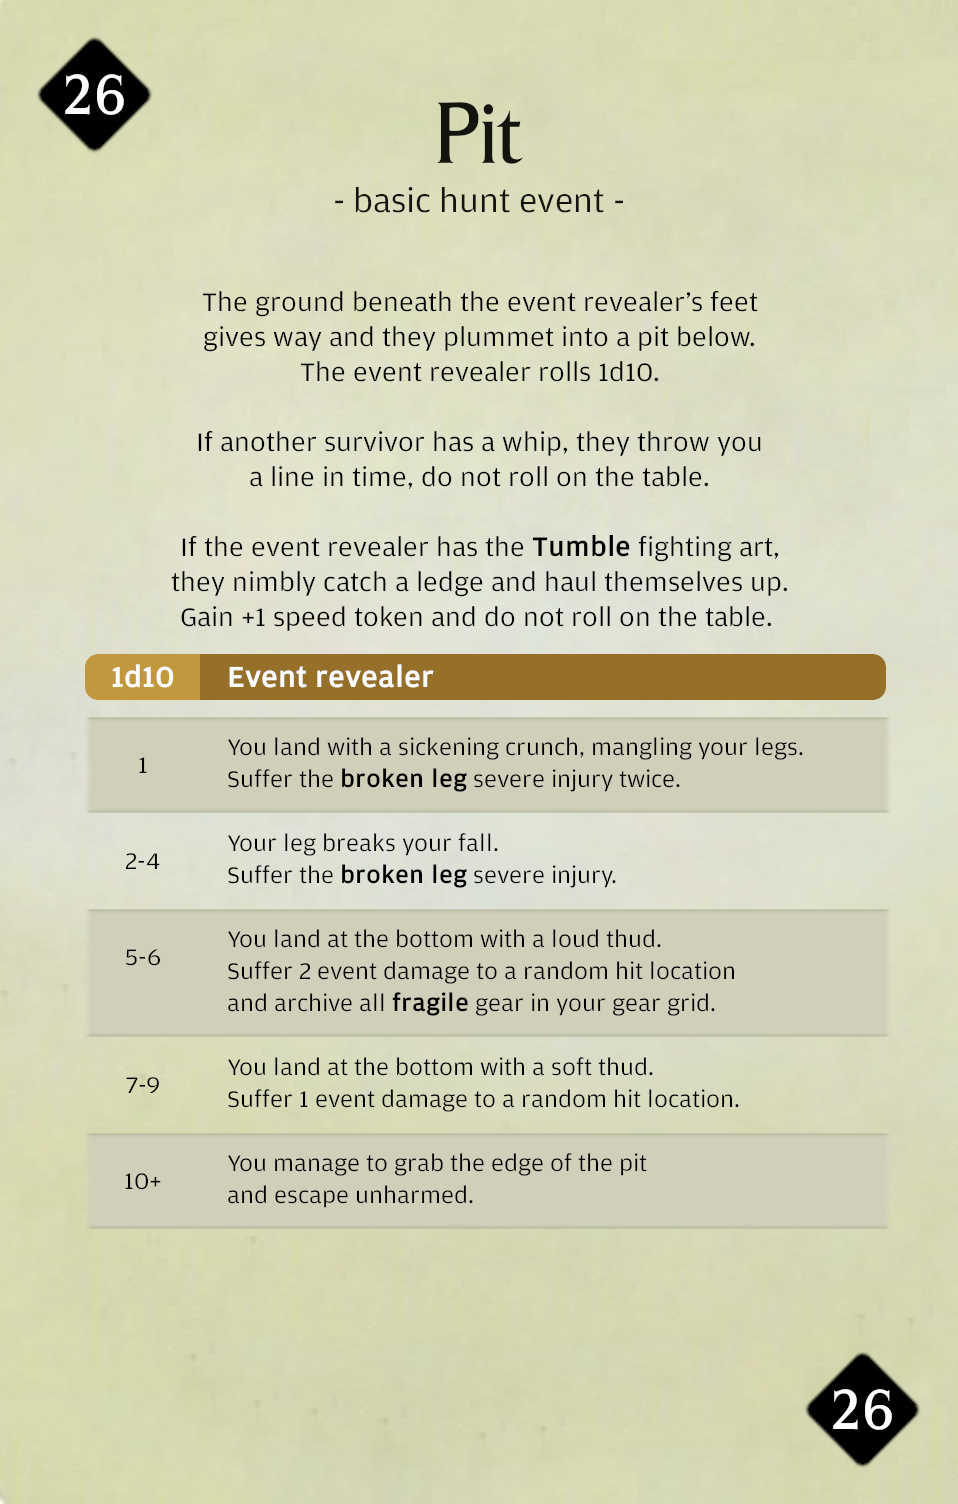 26
Pit
- basic hunt event -
The ground beneath the event revealer’s feet
gives way and they plummet into a pit below.
The event revealer rolls 1d10.
If another survivor has a whip, they throw you
a line in time, do not roll on the table.
If the event revealer has the Tumble fighting art,
they nimbly catch a ledge and haul themselves up.
Gain +1 speed token and do not roll on the table.
1d10 Event revealer
1
You land with a sickening crunch, mangling your legs.
Suffer the broken leg severe injury twice.
2-4
Your leg breaks your fall.
Suffer the broken leg severe injury.
5-6
You land at the bottom with a loud thud.
Suffer 2 event damage to a random hit location
and archive all fragile gear in your gear grid.
7-9
You land at the bottom with a soft thud.
Suffer 1 event damage to a random hit location.
10+
You manage to grab the edge of the pit
and escape unharmed.
26